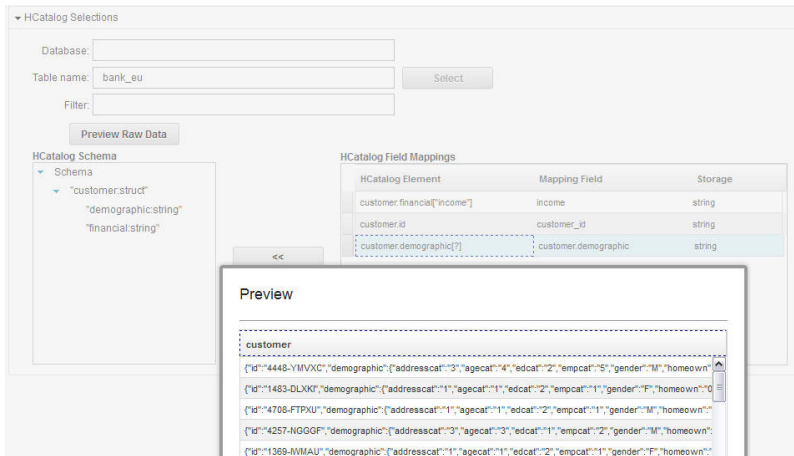 HCatalog Selections
Database:
Table name: bank_eu Select
Filter:
Preview Raw Data
HCatalog Schema
Schema
"customer:struct"
"demographic:string"
"financial:string"
<<
HCatalog Field Mappings
HCatalog Element Mapping Field Storage
customer.financial["income"] income string
customer.id customer_id string
customer.demographic[?] customer.demographic string
Preview
customer
{"id":"4448-YMVXC","demographic":{"addresscat":"3","agecat":"4","edcat":"2","empcat":"5","gender":"M","homeown"
{"id":"1483-DLXKI","demographic":{"addresscat":"1","agecat":"1","edcat":"2","empcat":"1","gender":"F","homeown":"0
{"id":"4708-FTPXU","demographic":{"addresscat":"1","agecat":"1","edcat":"2","empcat":"1","gender":"M","homeown":"
{"id":"4257-NGGGF","demographic":{"addresscat":"3","agecat":"3","edcat":"1","empcat":"2","gender":"M","homeown":
{"id":"1369-IWMAU","demographic":{"addresscat":"1","agecat":"1","edcat":"2","empcat":"1","gender":"F","homeown":"